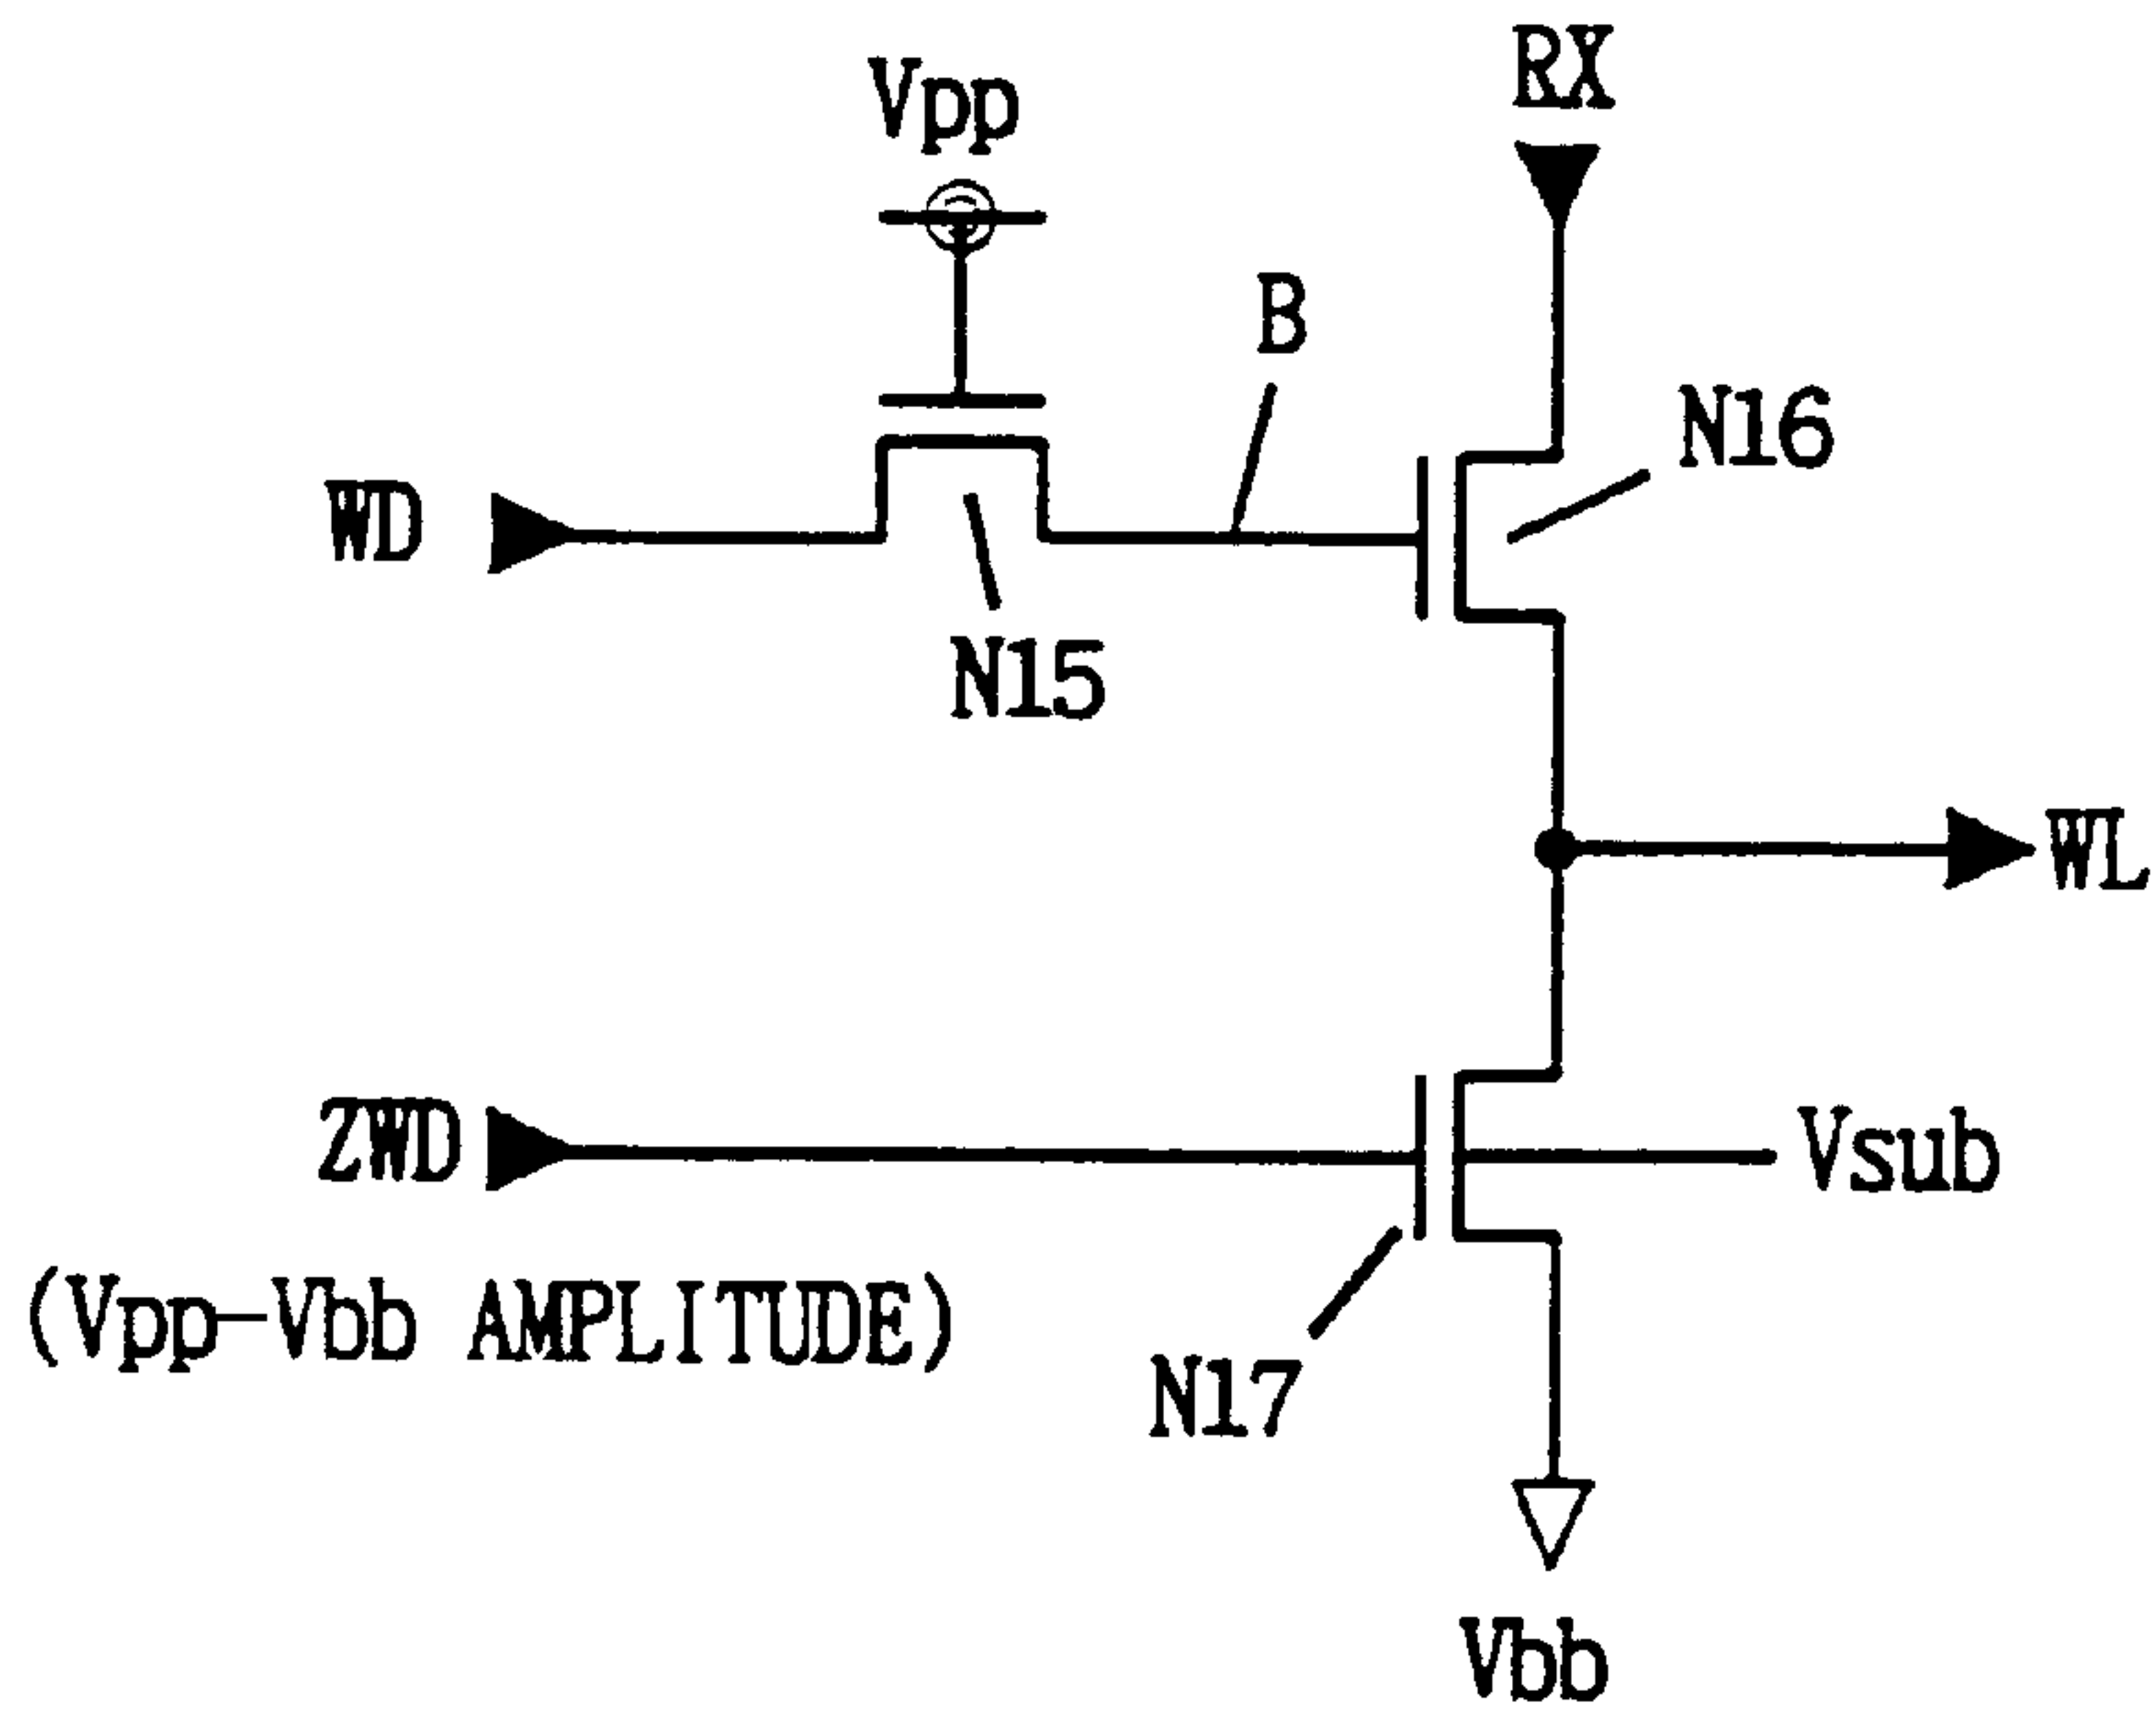 RX
Vpp
B
N16
WD
N15
WL
ZWD
Vsub
(Vpp-Vbb AMPLITUDE)
N17
Vbb